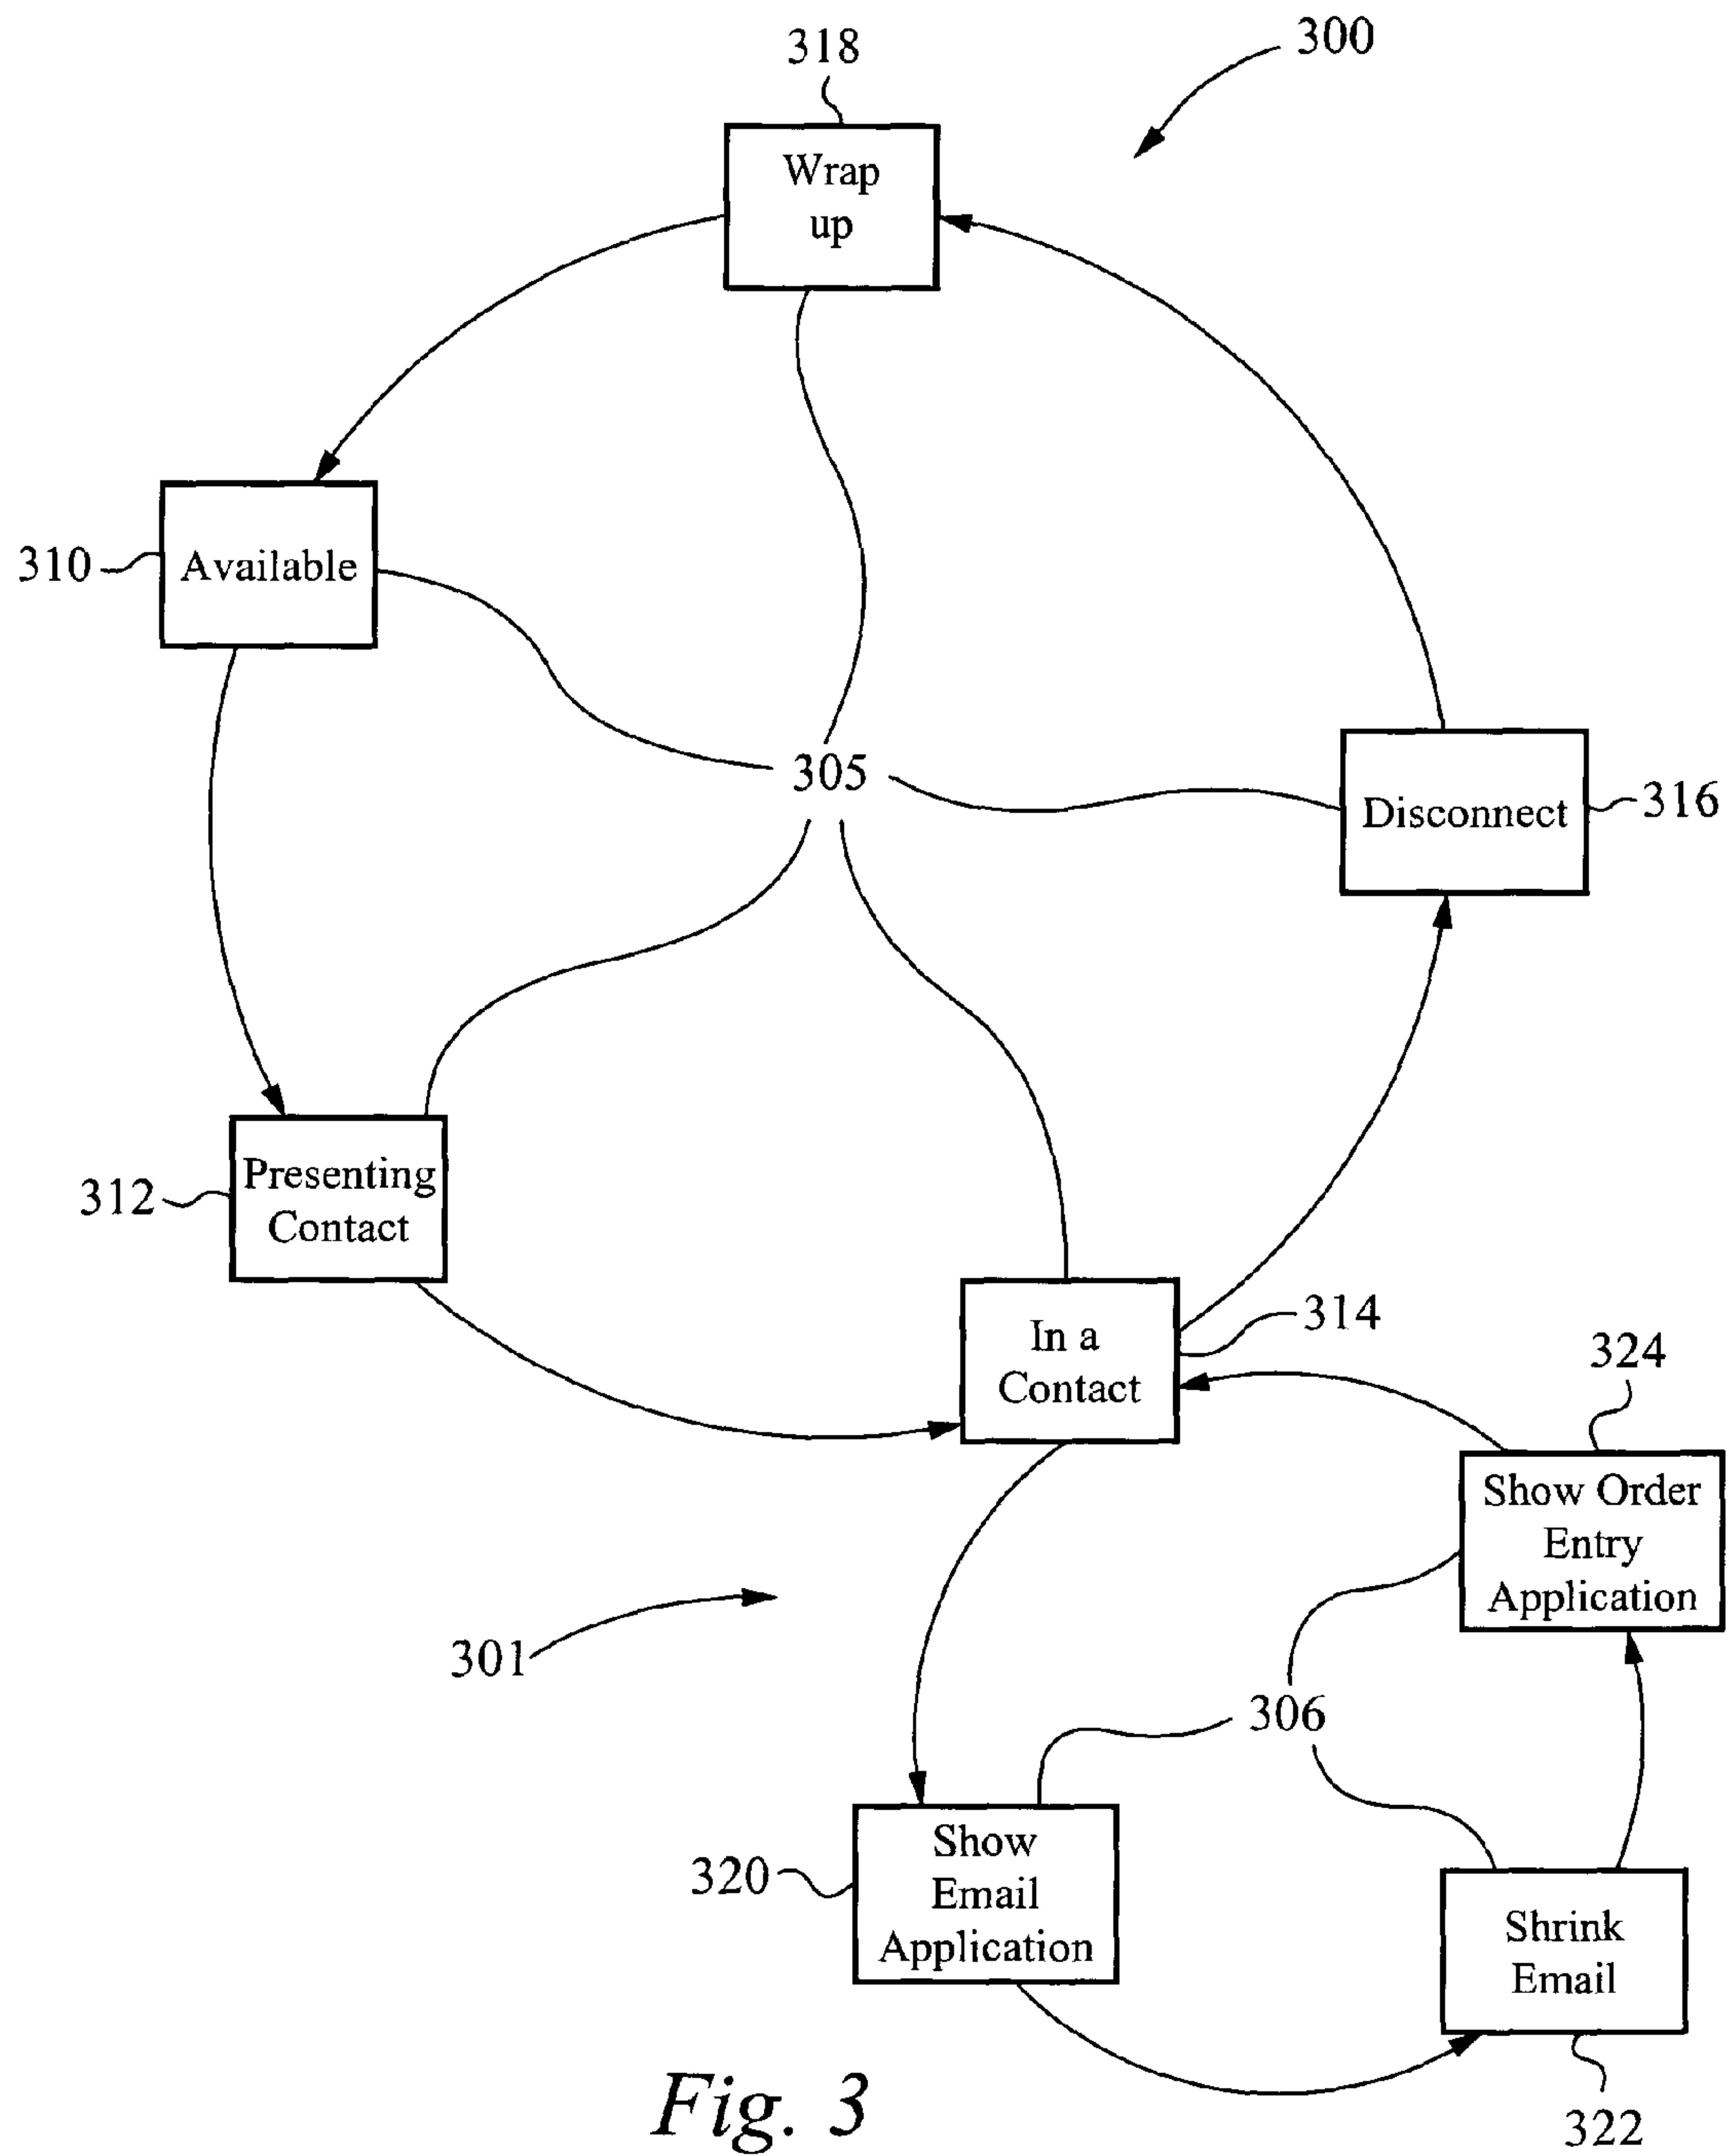 300
318
Wrap
up
310
Available
305
Disconnect
316
312
Presenting
Contact
In a
Contact
314
324
Show Order
Entry
Application
301
306
320
Show
Email
Application
Shrink
Email
322
Fig. 3